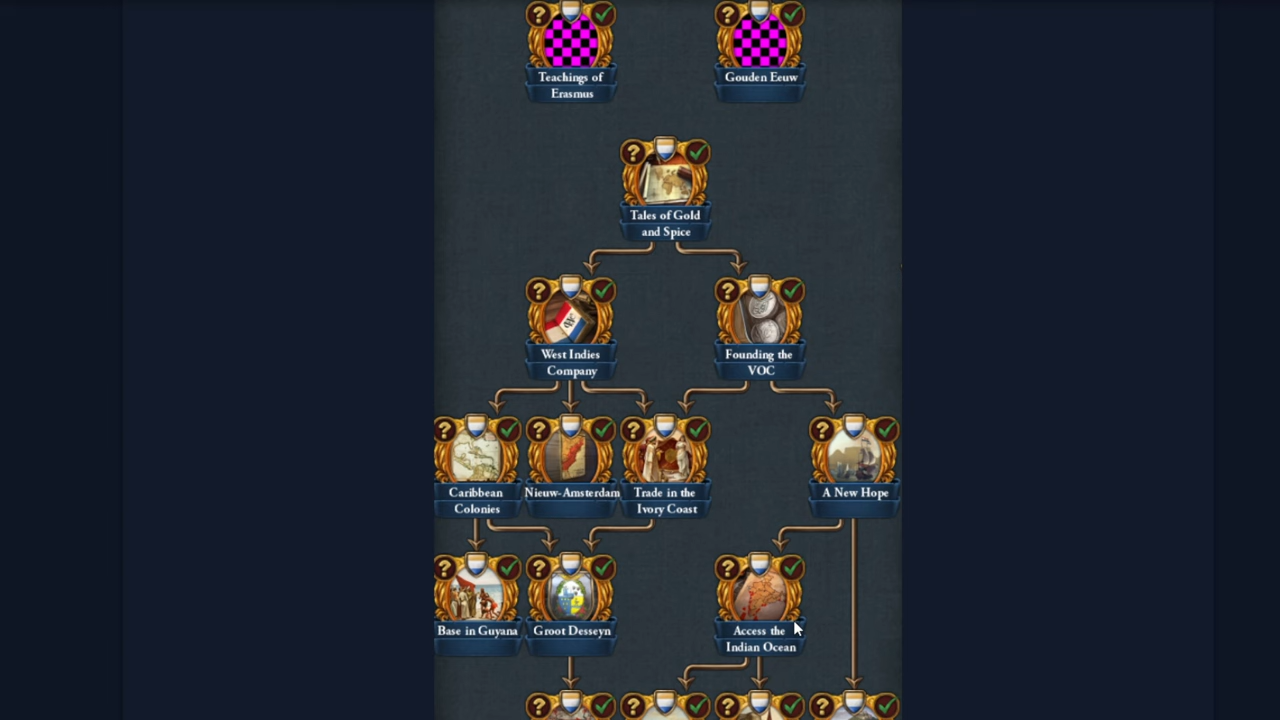 Teachings of
Erasmus
Gouden Eeuw
Tales of Gold
and Spice
West Indies
Company
Founding the
VOC
Caribbean
Colonies
Nieuw-Amsterdam
Trade in the
Ivory Coast
A New Hope
Base in Guyana
Groot Desseyn
Access the
Indian Ocean